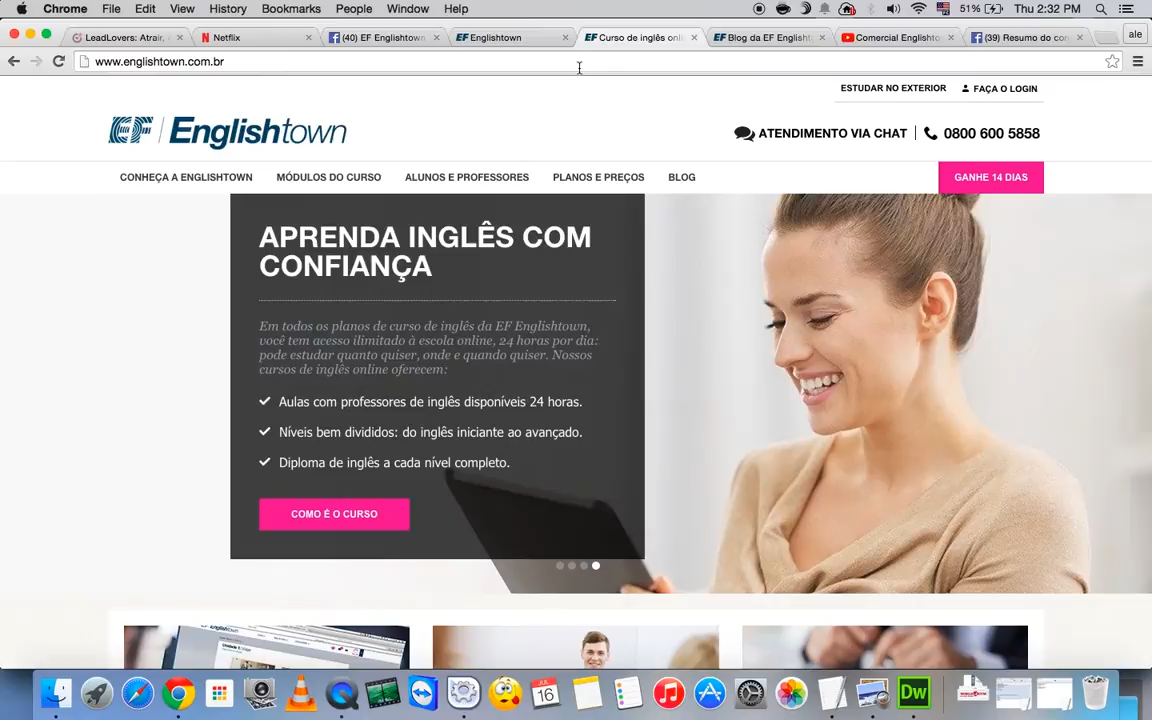 Chrome File Edit View History Bookmarks People Window Help 51% Thu 2:32 PM
LeadLovers: Atrair, A Netflix (40) EF Englishtown Englishtown Curso de inglês onli Blog da EF Englisht Comercial Englishto (39) Resumo do con ale
www.englishtown.com.br
ESTUDAR NO EXTERIOR FAÇA O LOGIN
EF Englishtown
ATENDIMENTO VIA CHAT 0800 600 5858
CONHEÇA A ENGLISHTOWN MÓDULOS DO CURSO ALUNOS E PROFESSORES PLANOS E PREÇOS BLOG GANHE 14 DIAS
APRENDA INGLÊS COM
CONFIANÇA
Em todos os planos de curso de inglês da EF Englishtown,
você tem acesso ilimitado à escola online, 24 horas por dia:
pode estudar quanto quiser, onde e quando quiser. Nossos
cursos de inglês online oferecem:
Aulas com professores de inglês disponíveis 24 horas.
Níveis bem divididos: do inglês iniciante ao avançado.
Diploma de inglês a cada nível completo.
COMO É O CURSO
JUL
16
Dw